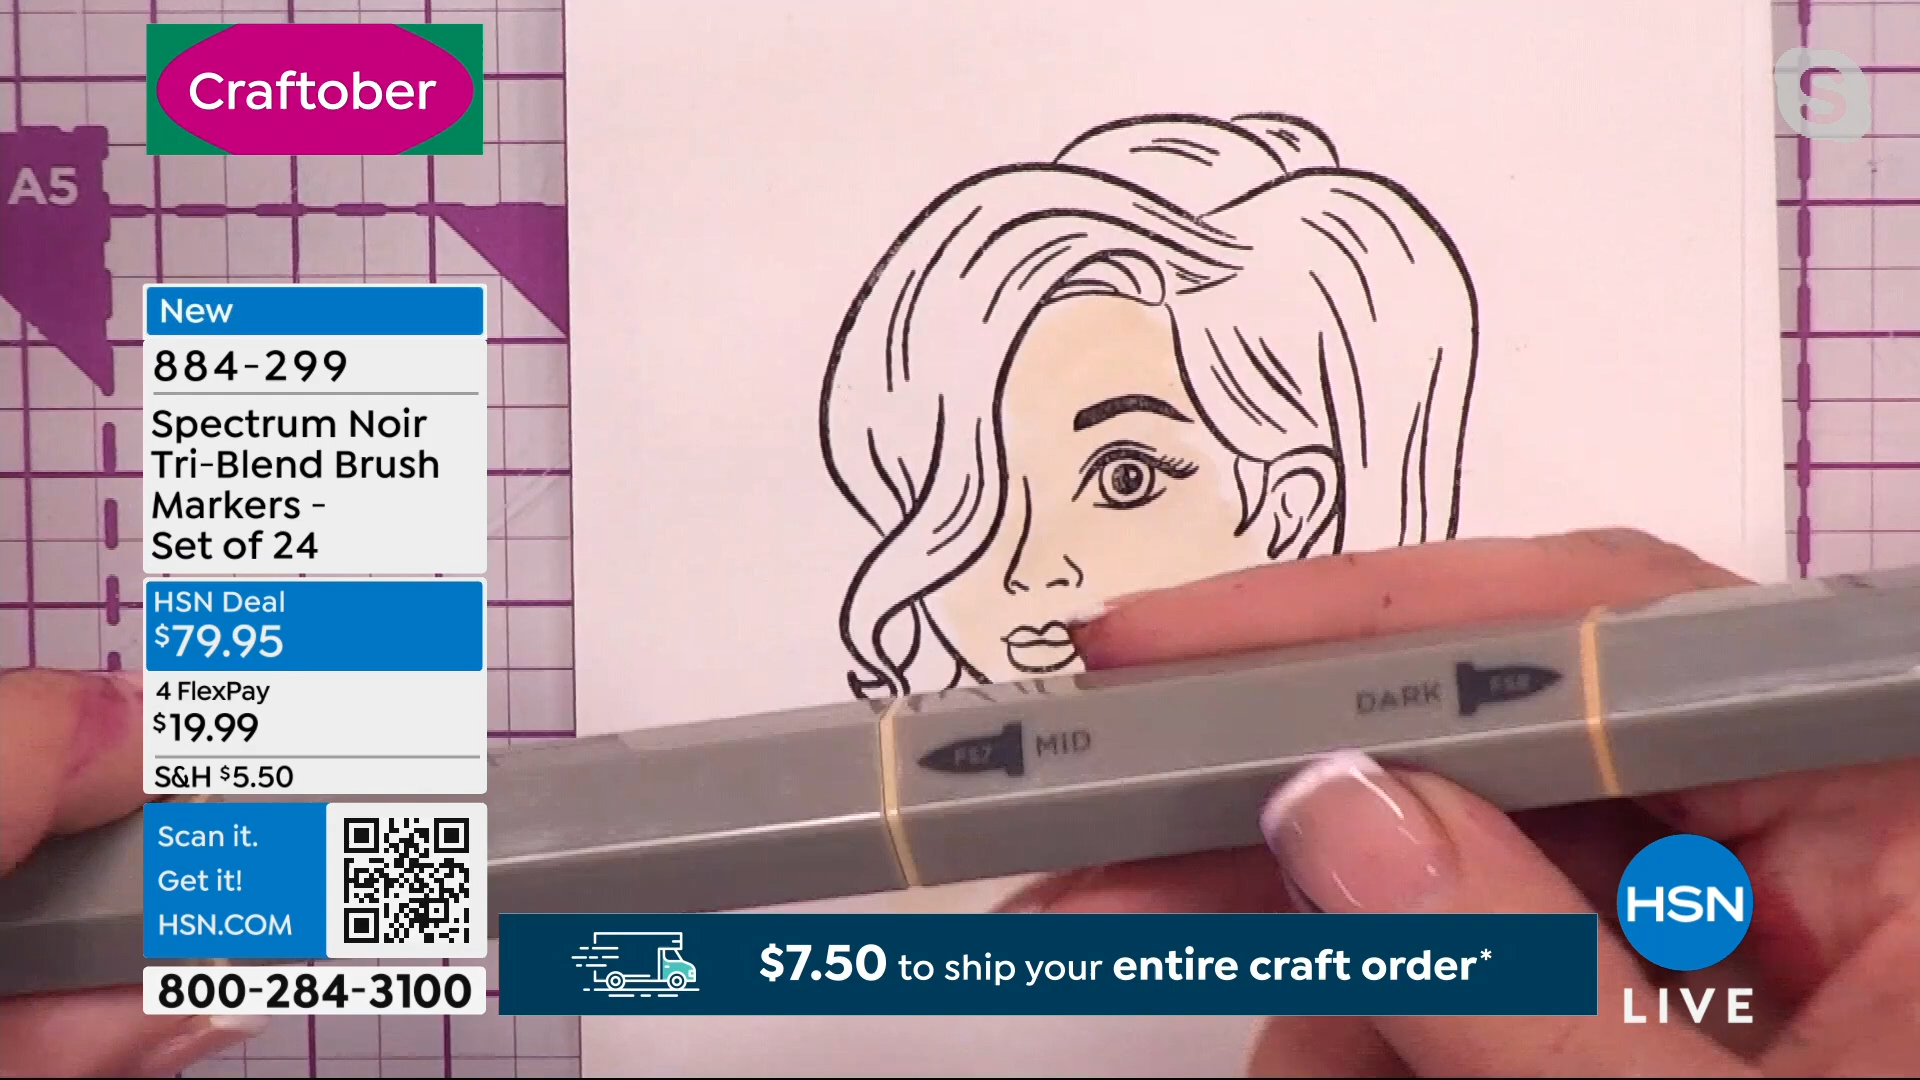 Craftober
A5
S
New
884-299
Spectrum Noir
Tri-Blend Brush
Markers -
Set of 24
HSN Deal
$79.95
4 FlexPay
$19.99
S&H $5.50
Scan it.
Get it!
HSN.COM
800-284-3100
FS7 MID
DARK FS8
$7.50 to ship your entire craft order*
HSN
LIVE